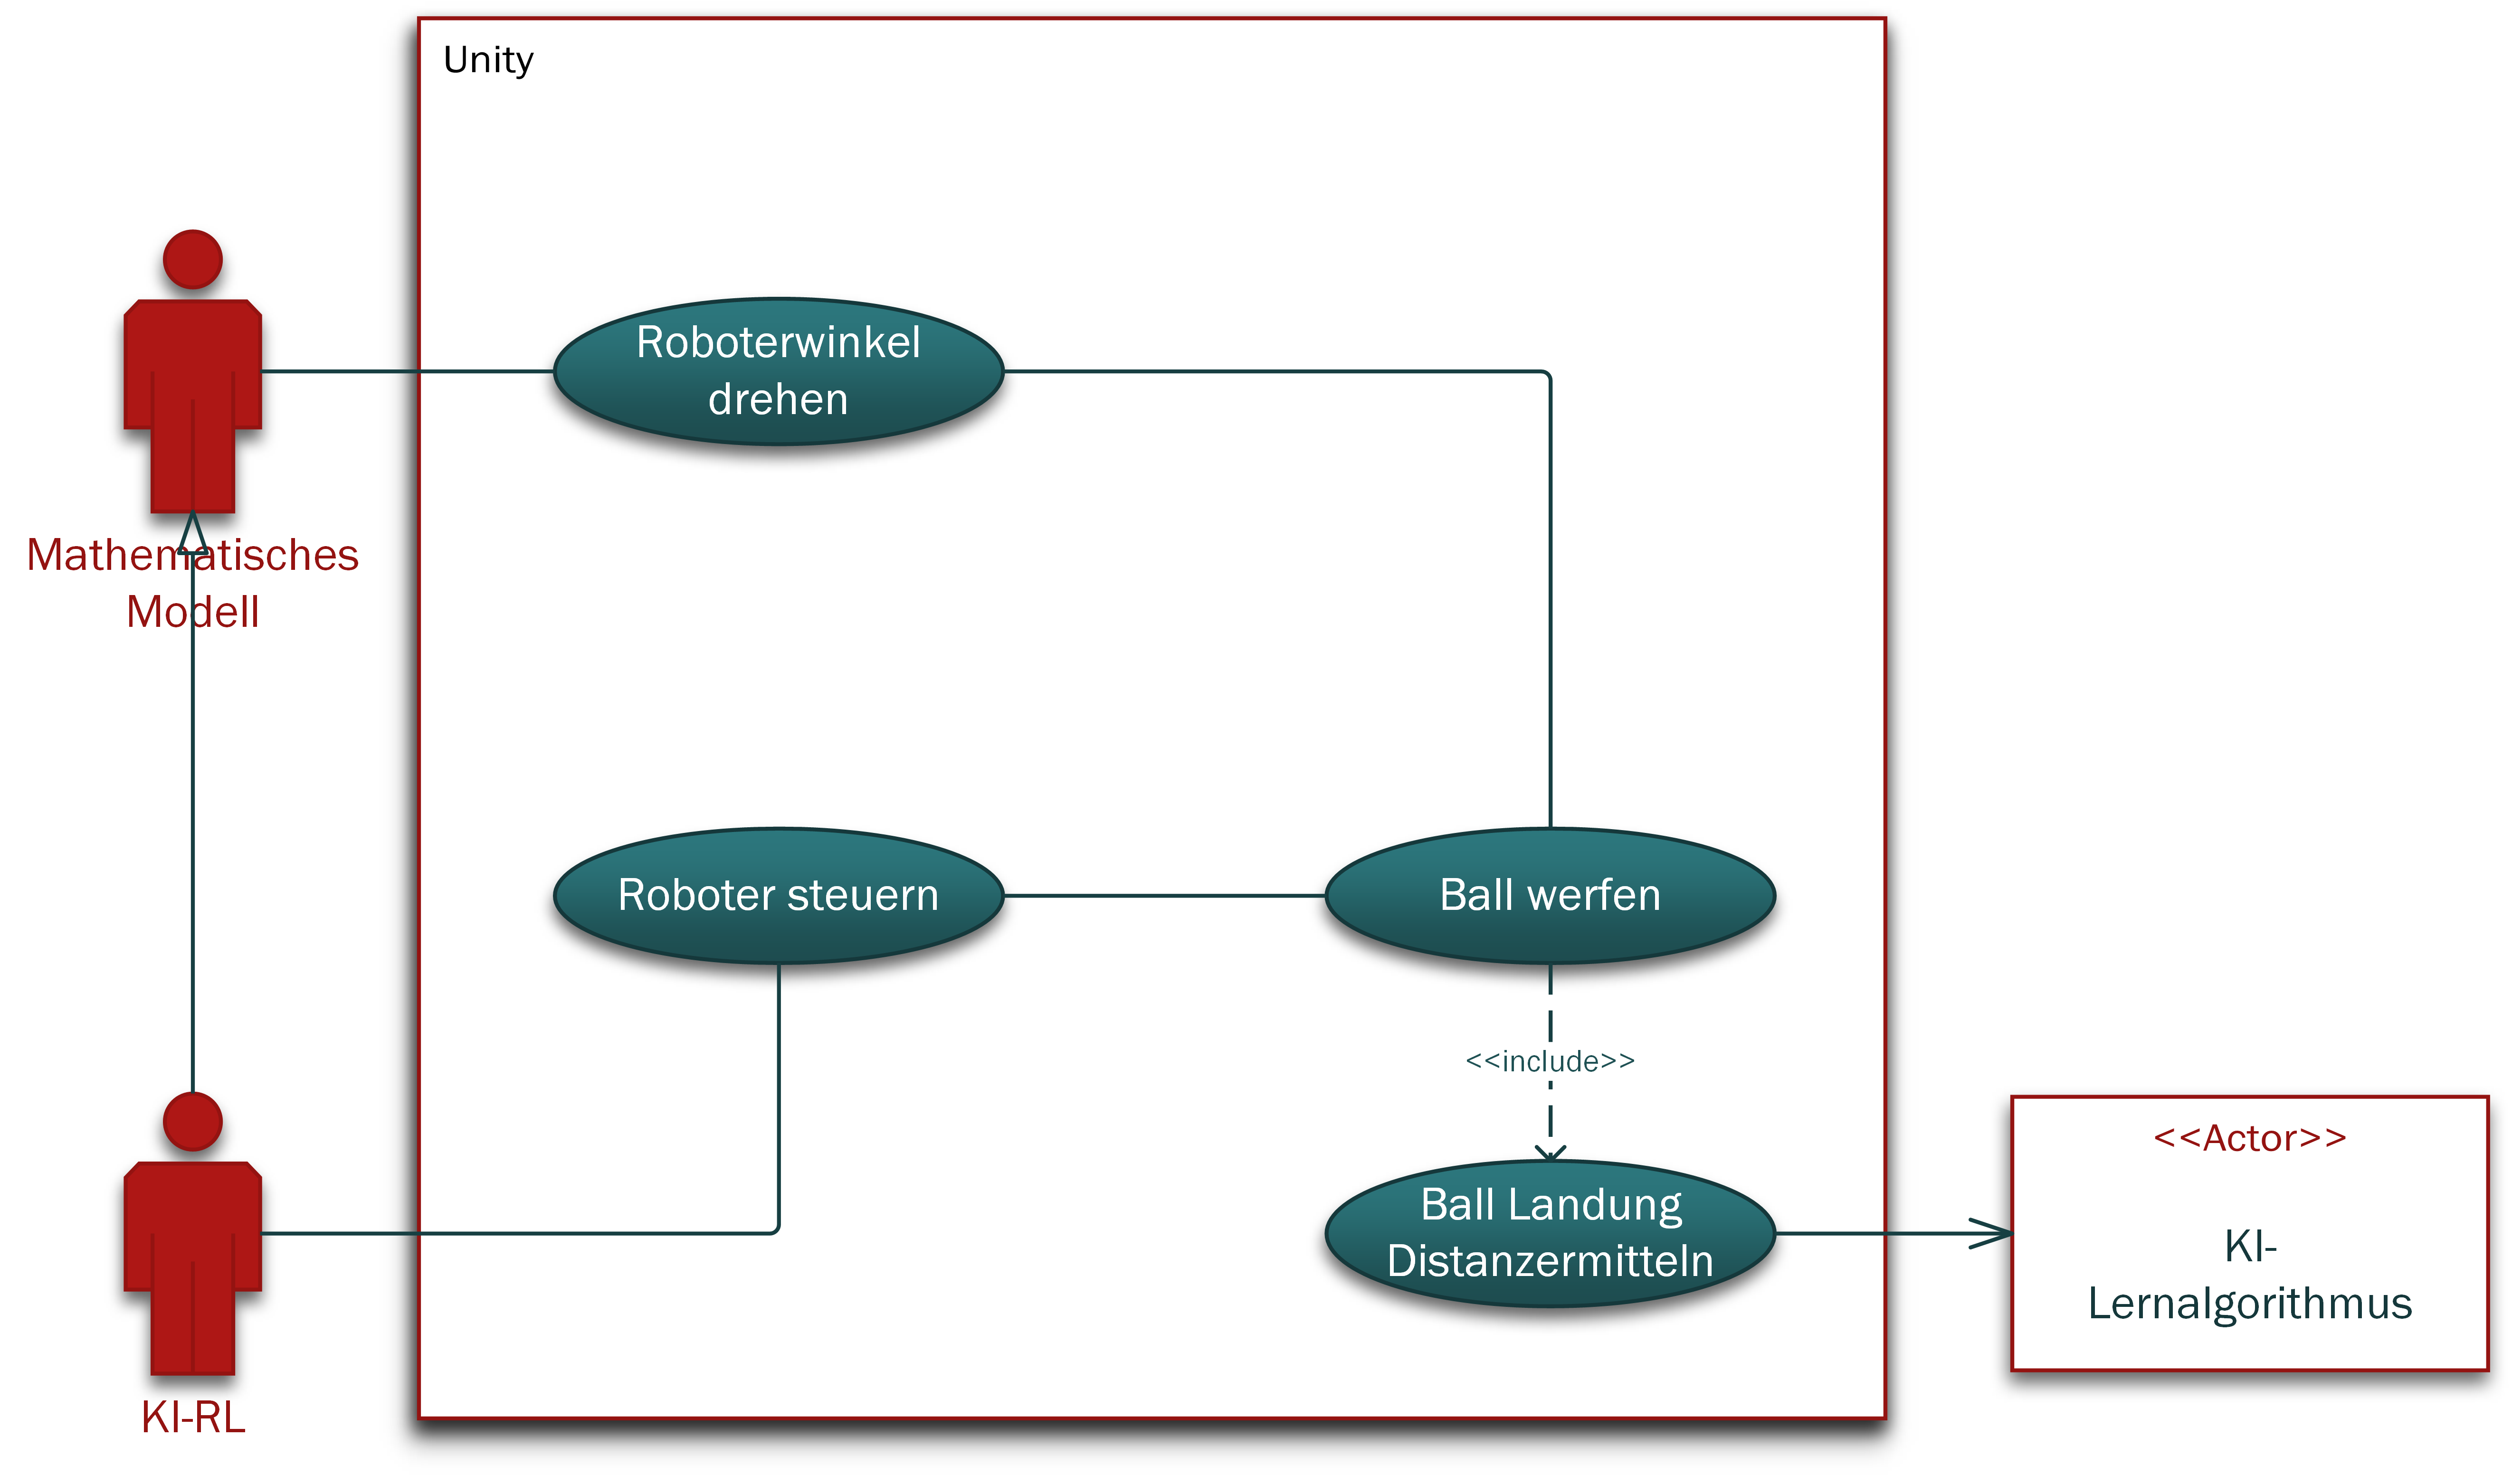 Unity
Roboterwinkel
drehen
Mathematisches
Modell
Roboter steuern
Ball werfen
<<include>>
Ball Landung
Distanzermitteln
<<Actor>>
KI-
Lernalgorithmus
KI-RL